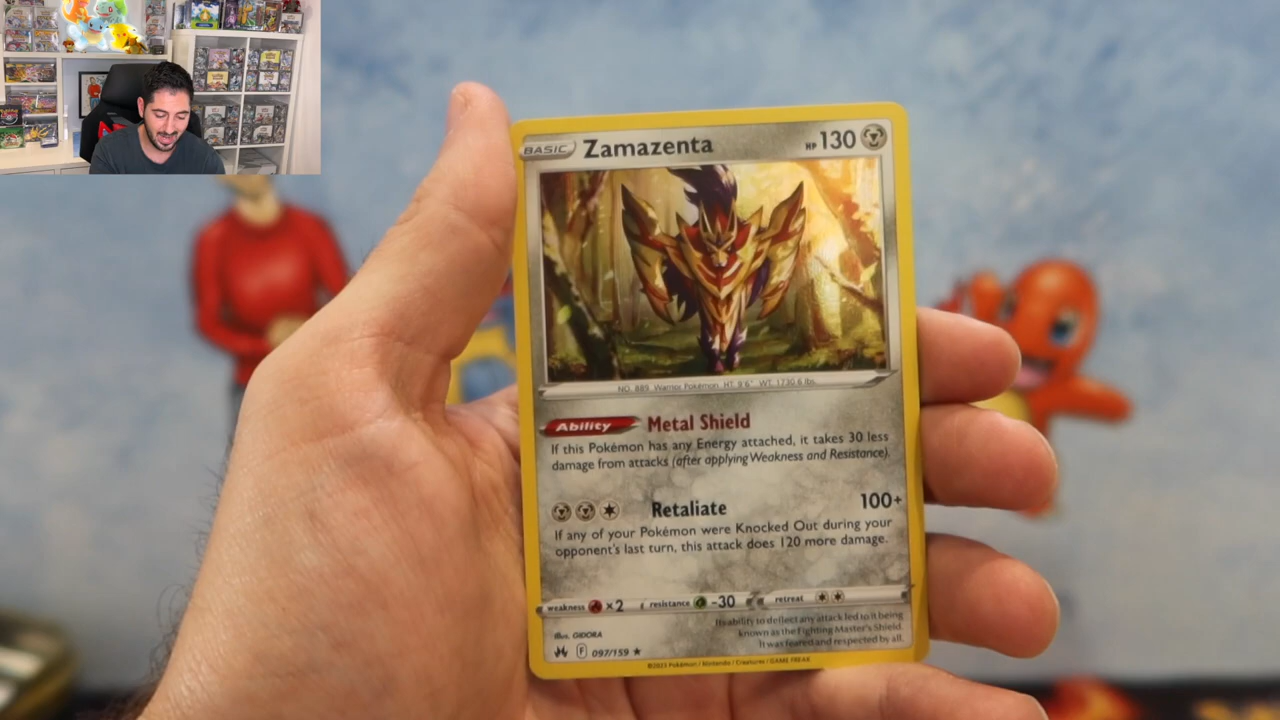 BASIC Zamazenta HP 130
NO. 889 Warrior Pokémon HT: 9'6" WT: 1730.6 lbs.
Ability Metal Shield
If this Pokémon has any Energy attached, it takes 30 less
damage from attacks (after applying Weakness and Resistance).
Retaliate 100+
If any of your Pokémon were Knocked Out during your
opponent's last turn, this attack does 120 more damage.
weakness ×2 resistance -30 retreat
Its ability to deflect any attack led to it being
known as the Fighting Master's Shield.
It was feared and respected by all.
Illus. GIDORA
F 097/159 ★
©2023 Pokémon / Nintendo / Creatures / GAME FREAK